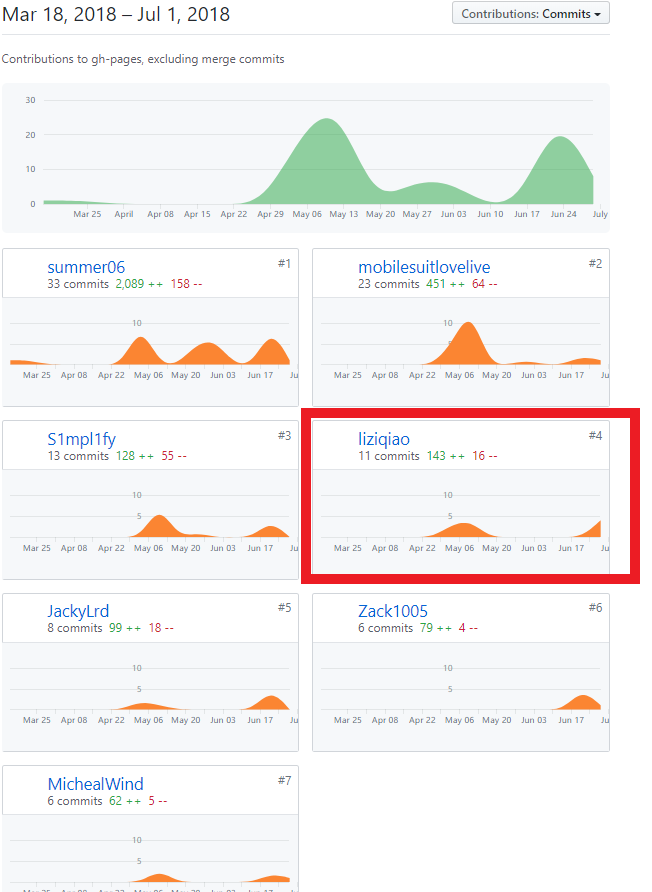 Mar 18, 2018 – Jul 1, 2018
Contributions: Commits
Contributions to gh-pages, excluding merge commits
30
20
10
0
Mar 25 April Apr 08 Apr 15 Apr 22 Apr 29 May 06 May 13 May 20 May 27 Jun 03 Jun 10 Jun 17 Jun 24 July
summer06 #1
33 commits 2,089 ++ 158 --
10
Mar 25 Apr 08 Apr 22 May 06 May 20 Jun 03 Jun 17 Ju
mobilesuitlovelive #2
23 commits 451 ++ 64 --
10
Mar 25 Apr 08 Apr 22 May 06 May 20 Jun 03 Jun 17 Ju
S1mpl1fy #3
13 commits 128 ++ 55 --
10
5
Mar 25 Apr 08 Apr 22 May 06 May 20 Jun 03 Jun 17 Ju
liziqiao #4
11 commits 143 ++ 16 --
10
5
Mar 25 Apr 08 Apr 22 May 06 May 20 Jun 03 Jun 17 Ju
JackyLrd #5
8 commits 99 ++ 18 --
10
5
Mar 25 Apr 08 Apr 22 May 06 May 20 Jun 03 Jun 17 Ju
Zack1005 #6
6 commits 79 ++ 4 --
10
5
Mar 25 Apr 08 Apr 22 May 06 May 20 Jun 03 Jun 17 Ju
MichealWind #7
6 commits 62 ++ 5 --
10
5